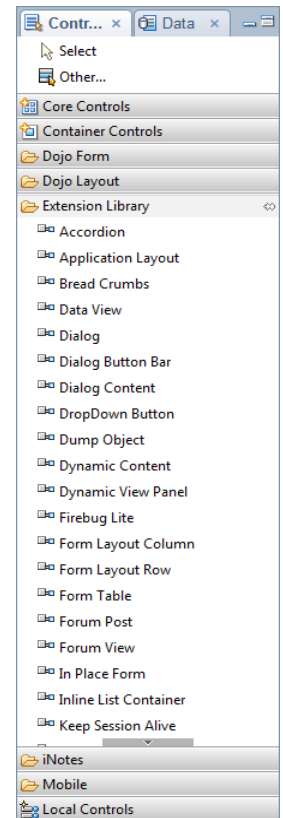 Contr...
Data
Select
Other...
Core Controls
Container Controls
Dojo Form
Dojo Layout
Extension Library
Accordion
Application Layout
Bread Crumbs
Data View
Dialog
Dialog Button Bar
Dialog Content
DropDown Button
Dump Object
Dynamic Content
Dynamic View Panel
Firebug Lite
Form Layout Column
Form Layout Row
Form Table
Forum Post
Forum View
In Place Form
Inline List Container
Keep Session Alive
iNotes
Mobile
Local Controls